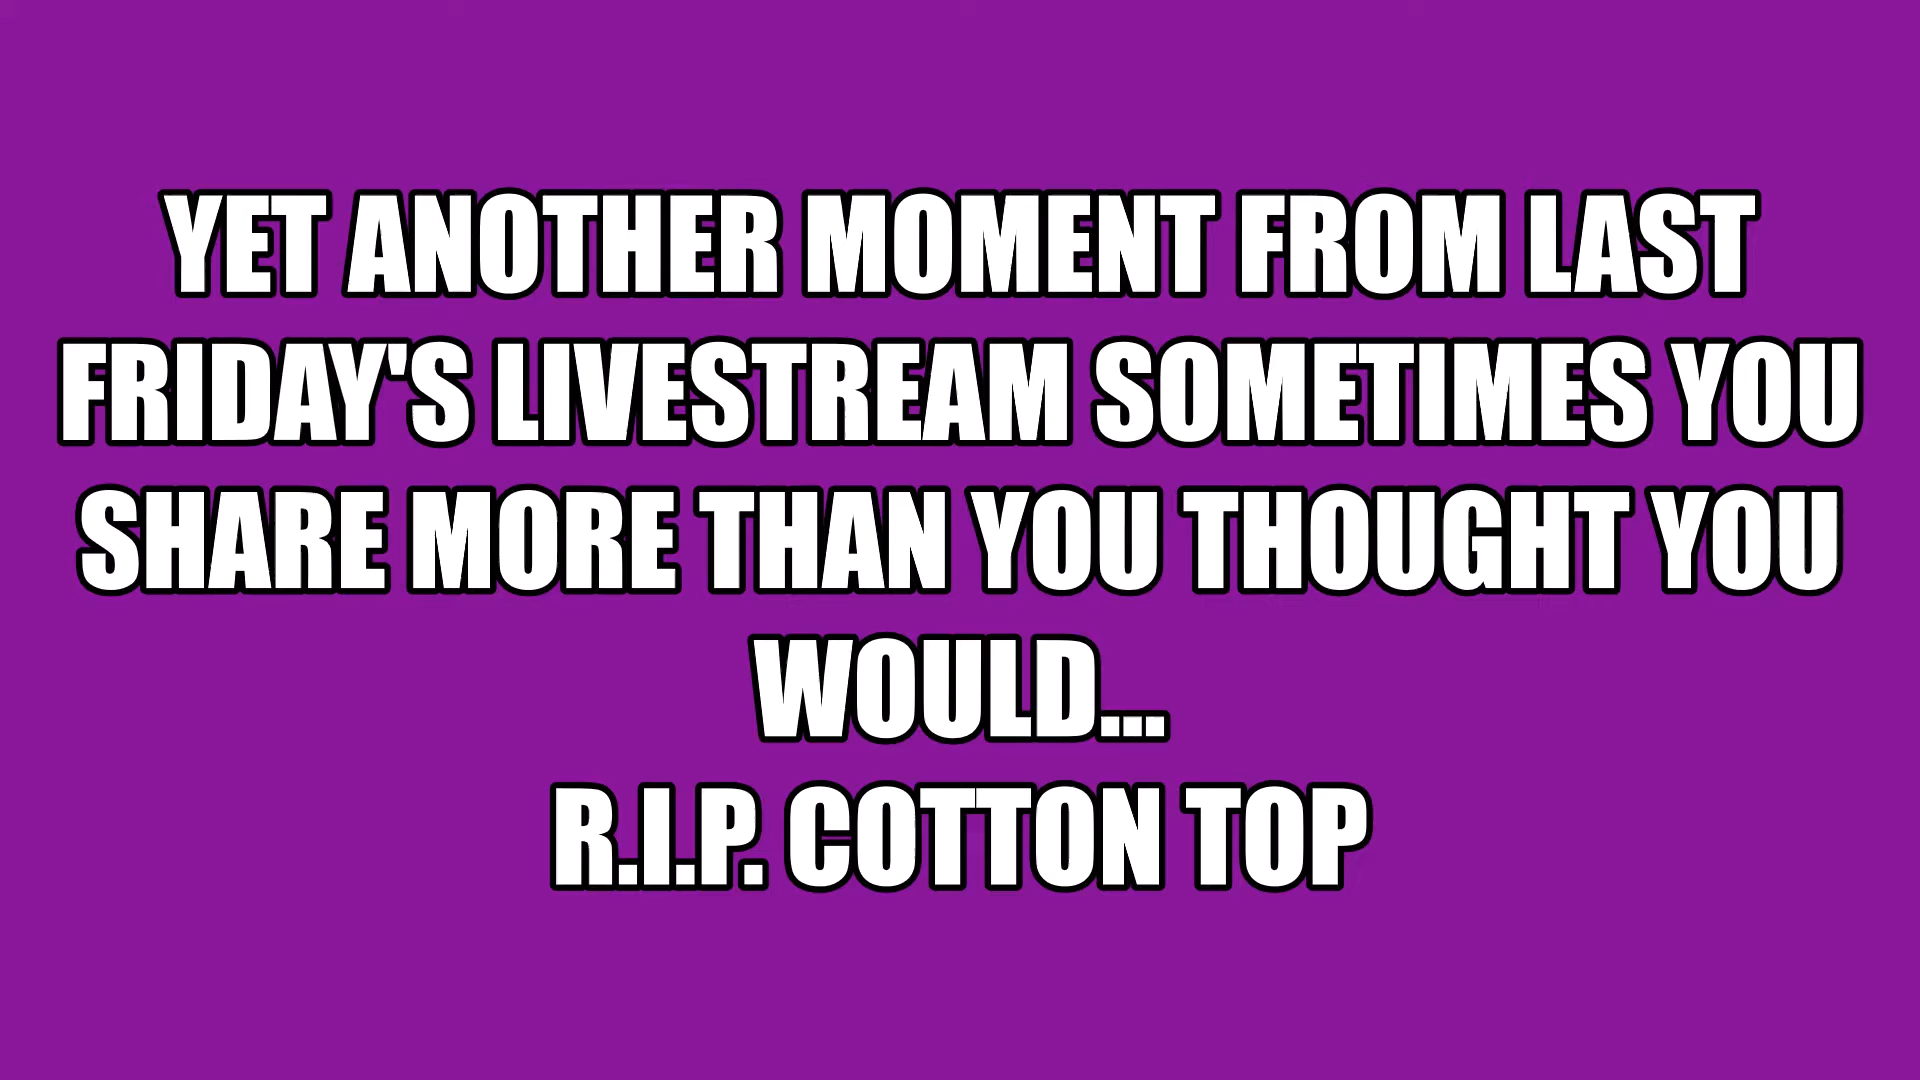 YET ANOTHER MOMENT FROM LAST
FRIDAY'S LIVESTREAM SOMETIMES YOU
SHARE MORE THAN YOU THOUGHT YOU
WOULD...
R.I.P. COTTON TOP